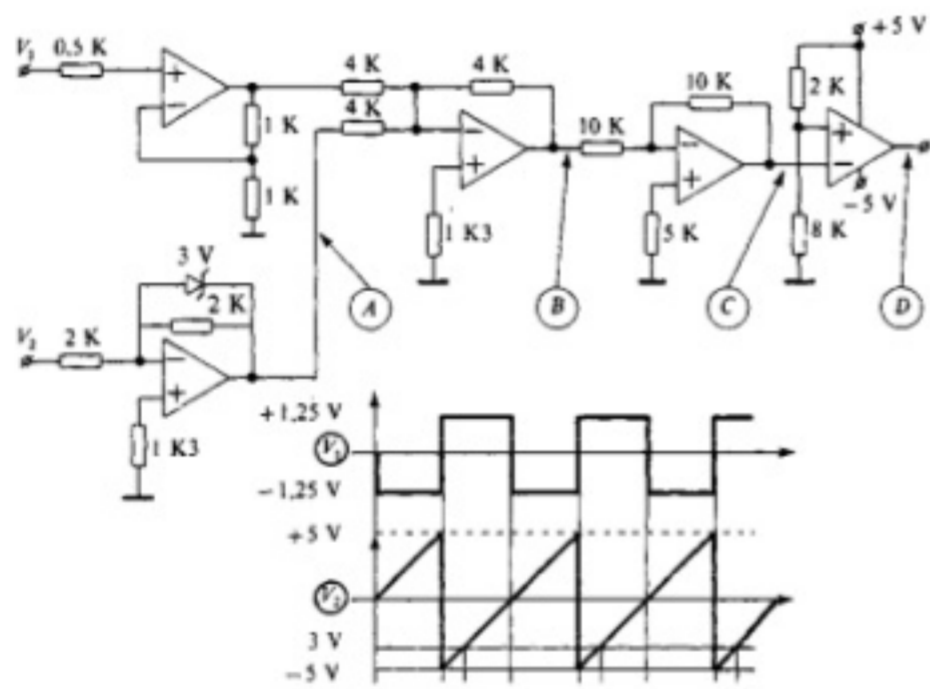 V₁ 0.5 K
+
−
1 K
1 K
4 K
4 K
4 K
−
+
1 K3
10 K
10 K
−
+
5 K
+5 V
2 K
+
−
−5 V
8 K
A
B
C
D
3 V
2 K
V₂ 2 K
−
+
1 K3
+1,25 V
V₁
−1,25 V
+5 V
V₂
3 V
−5 V